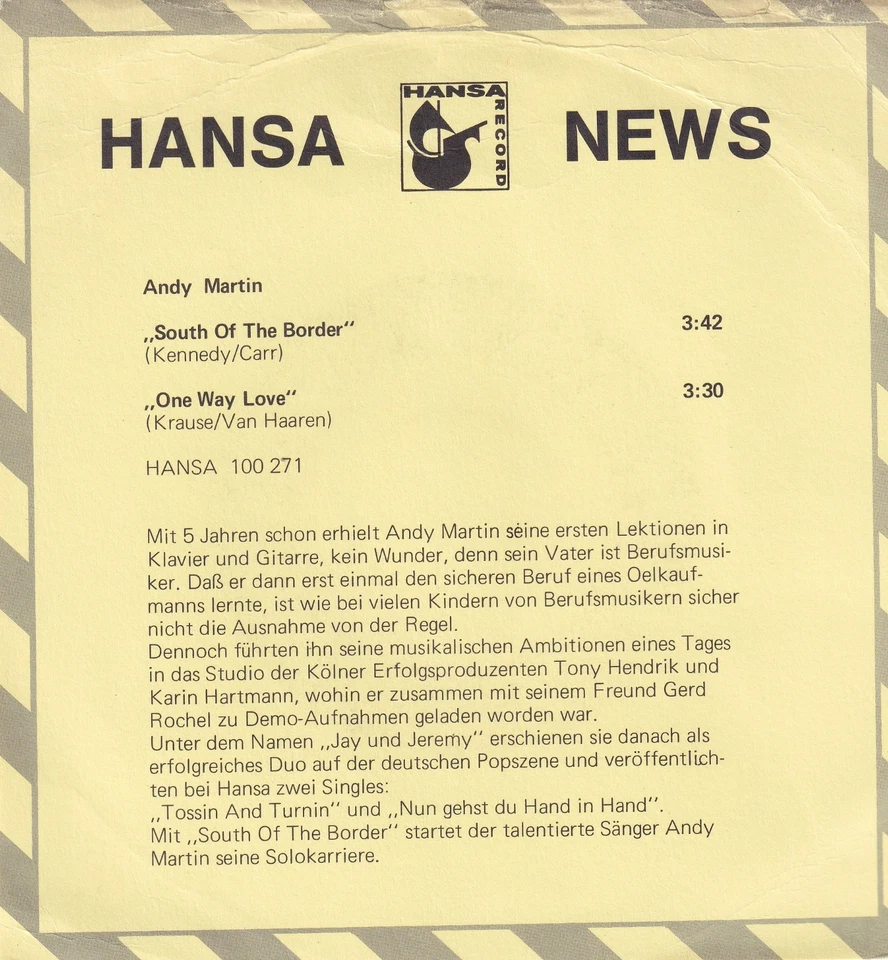 HANSA
HANSA
RECORD
NEWS
Andy Martin
„South Of The Border" 3:42
(Kennedy/Carr)
„One Way Love" 3:30
(Krause/Van Haaren)
HANSA 100 271
Mit 5 Jahren schon erhielt Andy Martin seine ersten Lektionen in
Klavier und Gitarre, kein Wunder, denn sein Vater ist Berufsmusi-
ker. Daß er dann erst einmal den sicheren Beruf eines Oelkauf-
manns lernte, ist wie bei vielen Kindern von Berufsmusikern sicher
nicht die Ausnahme von der Regel.
Dennoch führten ihn seine musikalischen Ambitionen eines Tages
in das Studio der Kölner Erfolgsproduzenten Tony Hendrik und
Karin Hartmann, wohin er zusammen mit seinem Freund Gerd
Rochel zu Demo-Aufnahmen geladen worden war.
Unter dem Namen „Jay und Jeremy" erschienen sie danach als
erfolgreiches Duo auf der deutschen Popszene und veröffentlich-
ten bei Hansa zwei Singles:
„Tossin And Turnin" und „Nun gehst du Hand in Hand".
Mit „South Of The Border" startet der talentierte Sänger Andy
Martin seine Solokarriere.